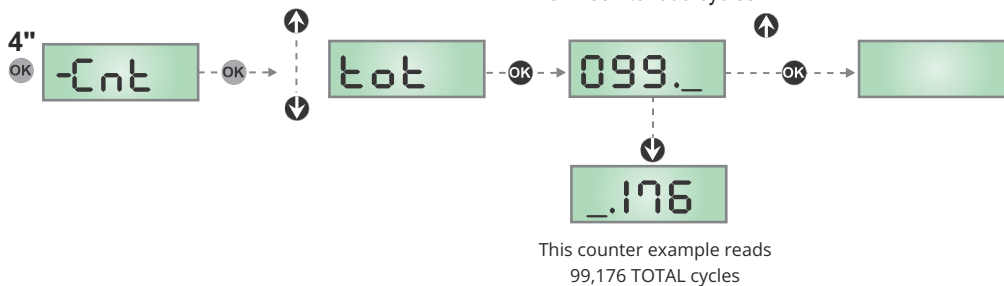 4"
OK
-Cnt
OK
tot
OK
099._
OK
_.176
This counter example reads
99,176 TOTAL cycles